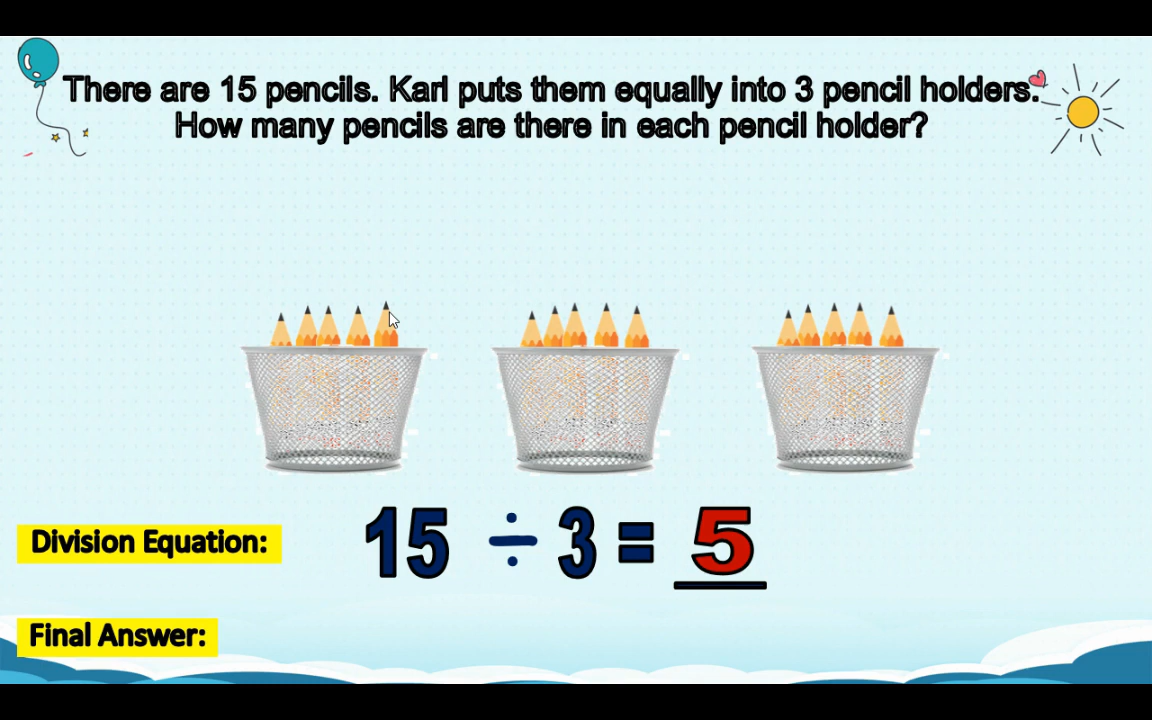 There are 15 pencils. Karl puts them equally into 3 pencil holders.
How many pencils are there in each pencil holder?
Division Equation: 15 ÷ 3 = 5
Final Answer: